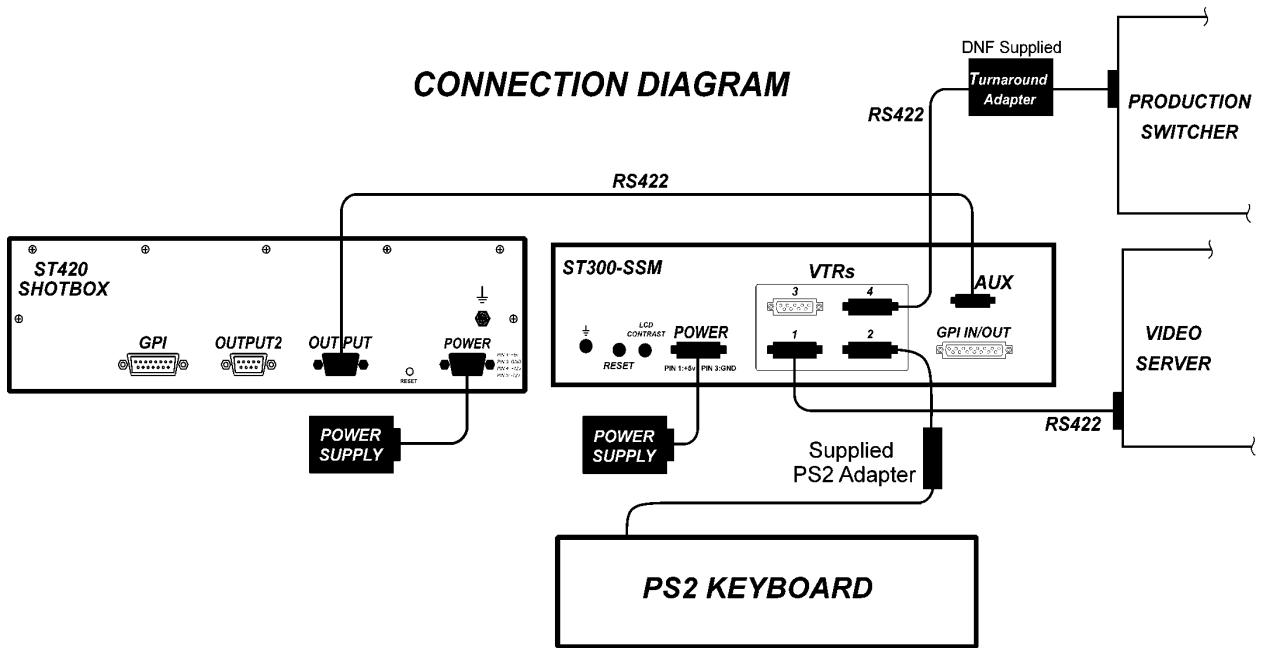 DNF Supplied
CONNECTION DIAGRAM
Turnaround
Adapter
PRODUCTION
SWITCHER
RS422
RS422
ST420
SHOTBOX
GPI
OUTPUT2
OUTPUT
RESET
POWER
ST300-SSM
LCD
CONTRAST
RESET
POWER
PIN 1:+5v PIN 3:GND
VTRs
3
4
1
2
AUX
GPI IN/OUT
VIDEO
SERVER
RS422
POWER
SUPPLY
POWER
SUPPLY
Supplied
PS2 Adapter
PS2 KEYBOARD